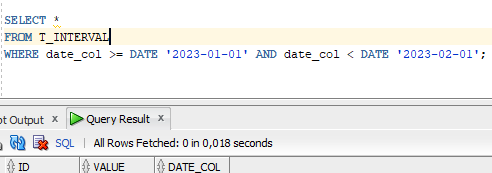 SELECT *
FROM T_INTERVAL
WHERE date_col >= DATE '2023-01-01' AND date_col < DATE '2023-02-01';
pt Output x Query Result x
SQL | All Rows Fetched: 0 in 0,018 seconds
ID VALUE DATE_COL